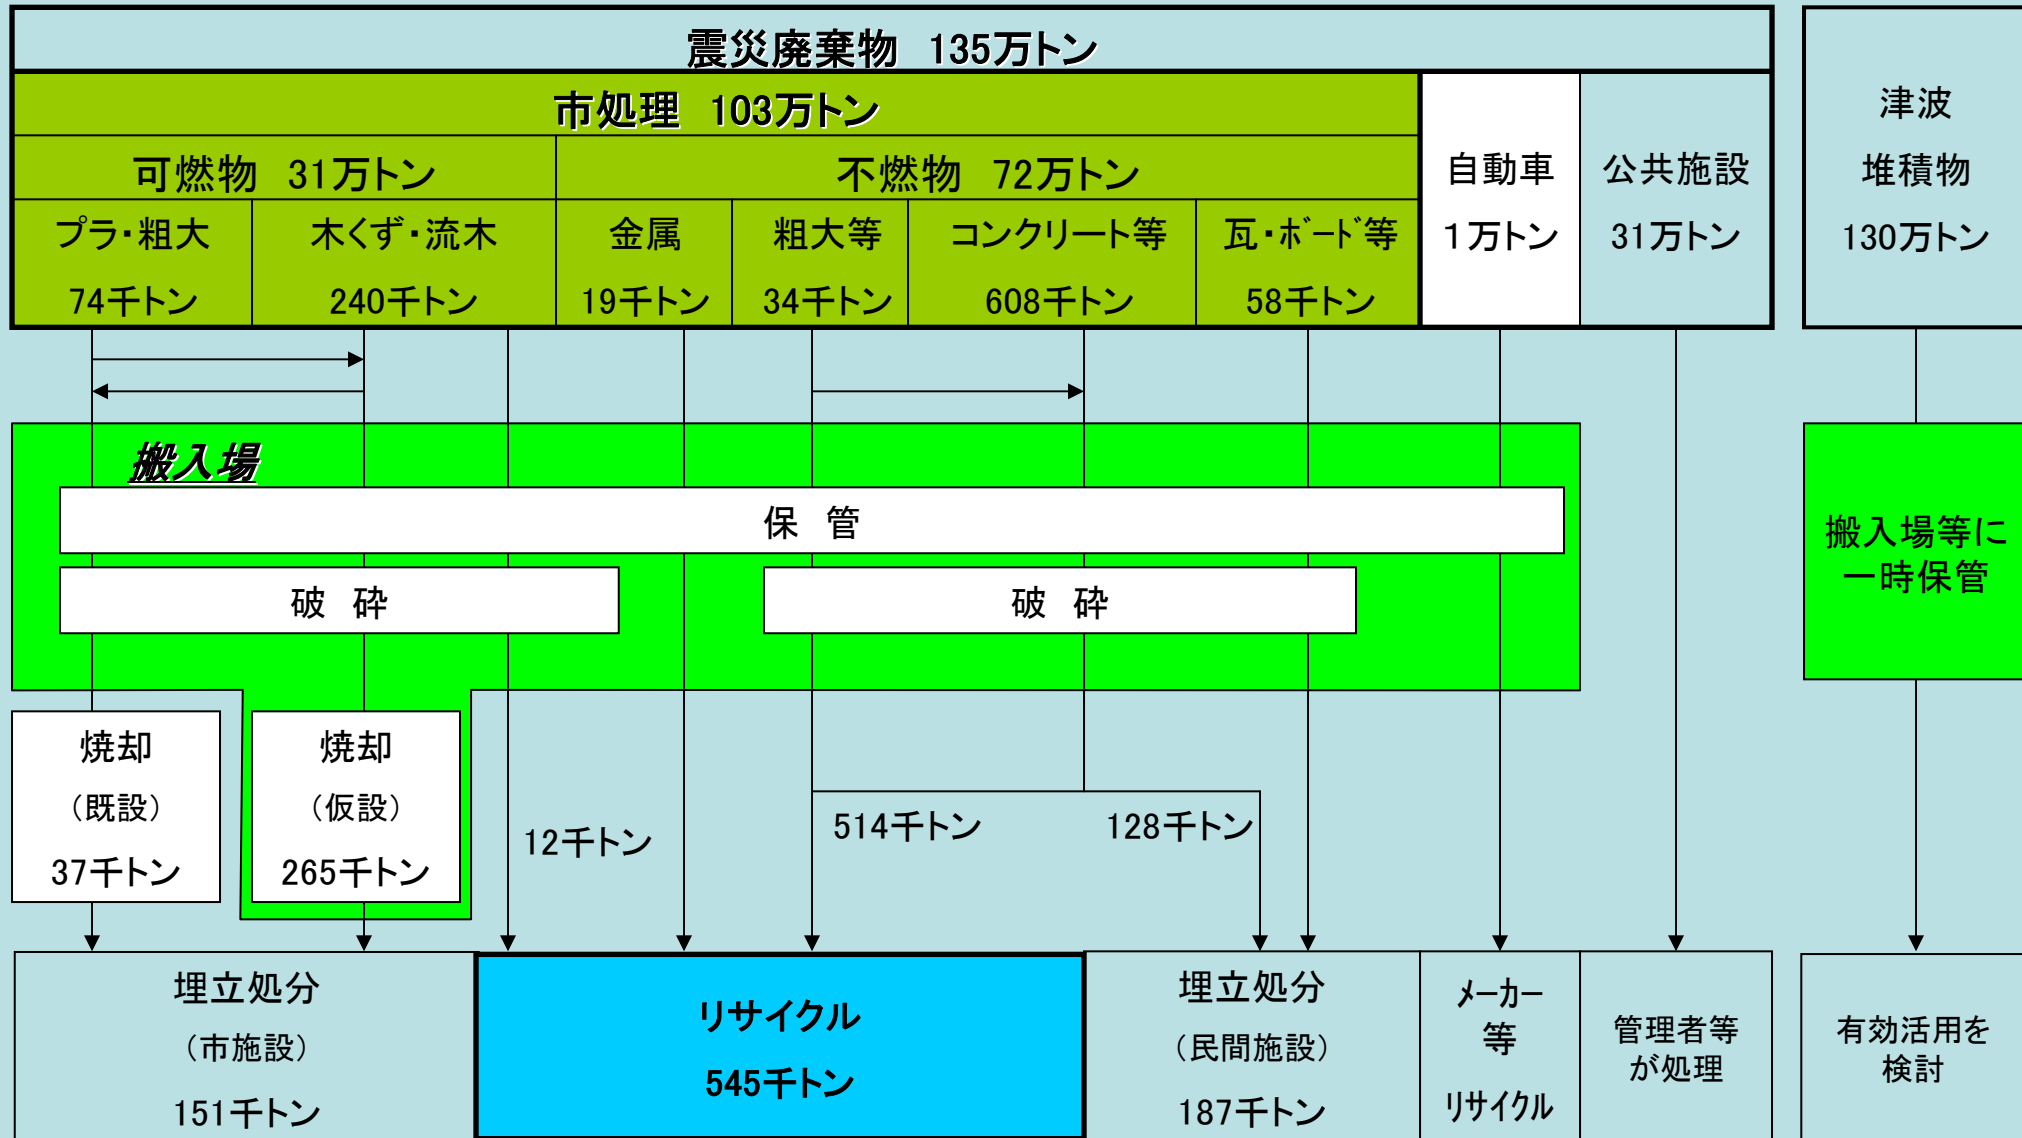 震災廃棄物 135万トン
市処理 103万トン
可燃物 31万トン
不燃物 72万トン
プラ・粗大
74千トン
木くず・流木
240千トン
金属
19千トン
粗大等
34千トン
コンクリート等
608千トン
瓦・ボード等
58千トン
自動車
1万トン
公共施設
31万トン
津波
堆積物
130万トン
搬入場
保 管
破 砕
破 砕
搬入場等に
一時保管
焼却
(既設)
37千トン
焼却
(仮設)
265千トン
12千トン
514千トン
128千トン
埋立処分
(市施設)
151千トン
リサイクル
545千トン
埋立処分
(民間施設)
187千トン
メーカー
等
リサイクル
管理者等
が処理
有効活用を
検討